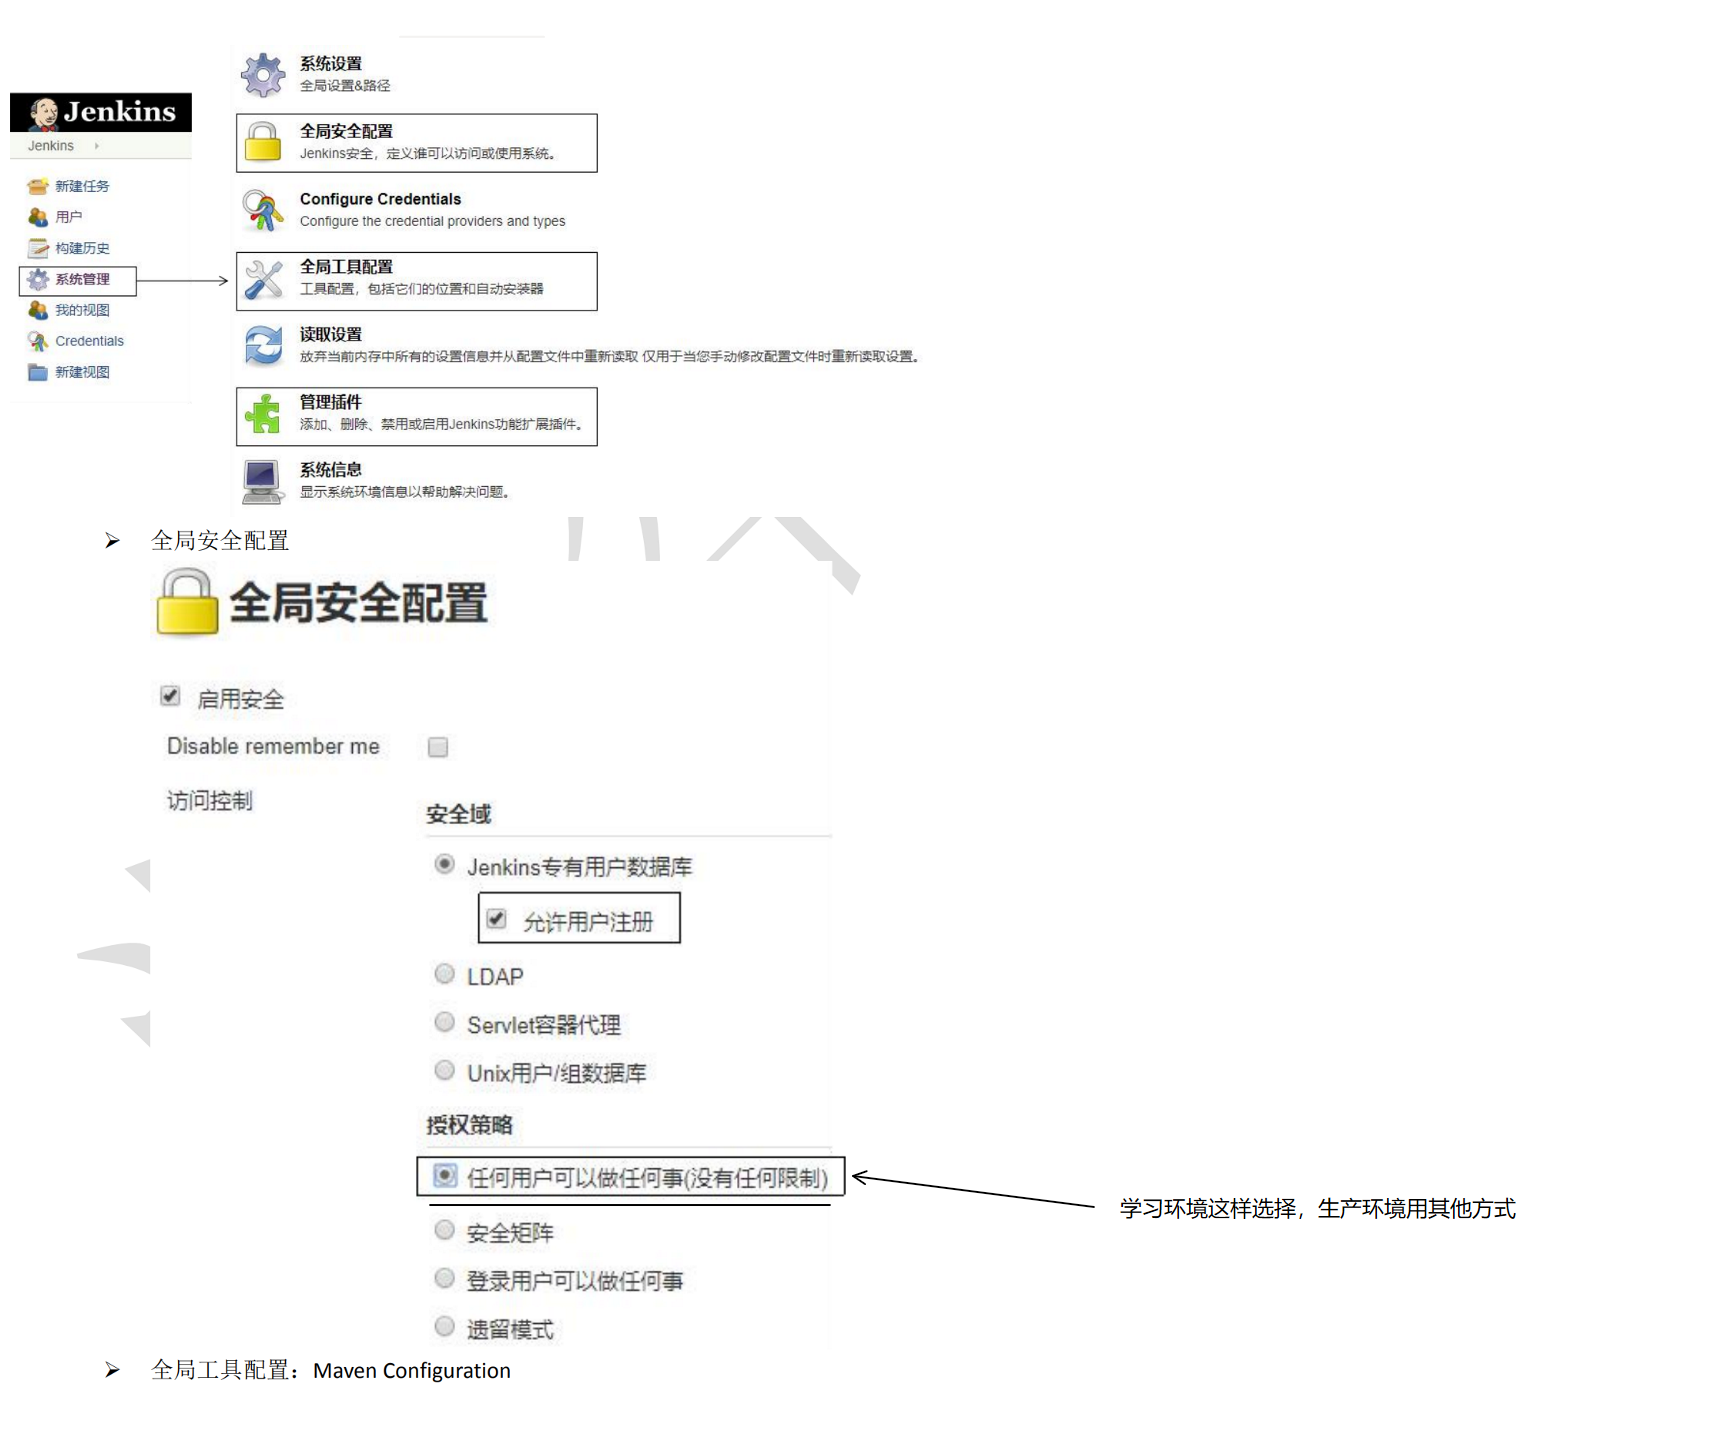 Jenkins
Jenkins
新建任务
用户
构建历史
系统管理
我的视图
Credentials
新建视图
系统设置
全局设置&路径
全局安全配置
Jenkins安全，定义谁可以访问或使用系统。
Configure Credentials
Configure the credential providers and types
全局工具配置
工具配置，包括它们的位置和自动安装器
读取设置
放弃当前内存中所有的设置信息并从配置文件中重新读取 仅用于当您手动修改配置文件时重新读取设置。
管理插件
添加、删除、禁用或启用Jenkins功能扩展插件。
系统信息
显示系统环境信息以帮助解决问题。
➢ 全局安全配置
全局安全配置
启用安全
Disable remember me
访问控制
安全域
Jenkins专有用户数据库
允许用户注册
LDAP
Servlet容器代理
Unix用户/组数据库
授权策略
任何用户可以做任何事(没有任何限制)
学习环境这样选择，生产环境用其他方式
安全矩阵
登录用户可以做任何事
遗留模式
➢ 全局工具配置：Maven Configuration